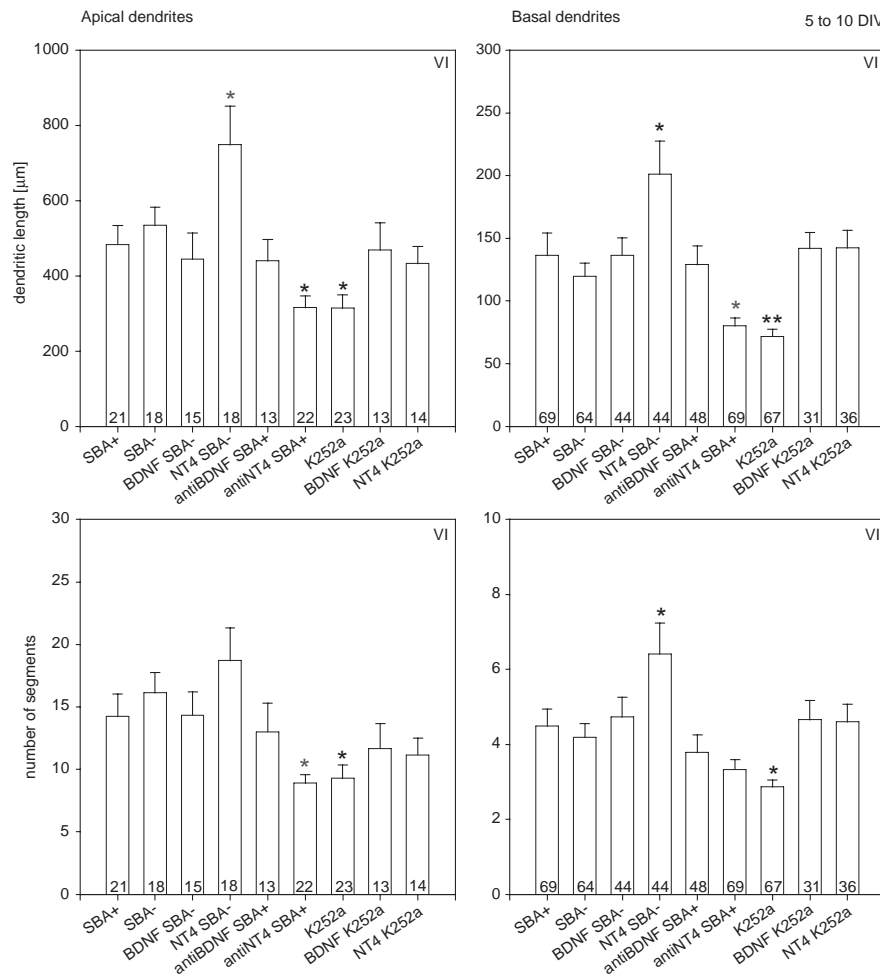 Apical dendrites
Basal dendrites
5 to 10 DIV
dendritic length [µm]
1000
800
600
400
200
0
VI
*
*
*
21 18 15 18 13 22 23 13 14
SBA+
SBA-
BDNF SBA-
NT4 SBA-
antiBDNF SBA+
antiNT4 SBA+
K252a
BDNF K252a
NT4 K252a
300
250
200
150
100
50
0
VI
*
*
**
69 64 44 44 48 69 67 31 36
SBA+
SBA-
BDNF SBA-
NT4 SBA-
antiBDNF SBA+
antiNT4 SBA+
K252a
BDNF K252a
NT4 K252a
number of segments
30
25
20
15
10
5
0
VI
*
*
21 18 15 18 13 22 23 13 14
SBA+
SBA-
BDNF SBA-
NT4 SBA-
antiBDNF SBA+
antiNT4 SBA+
K252a
BDNF K252a
NT4 K252a
10
8
6
4
2
0
VI
*
*
69 64 44 44 48 69 67 31 36
SBA+
SBA-
BDNF SBA-
NT4 SBA-
antiBDNF SBA+
antiNT4 SBA+
K252a
BDNF K252a
NT4 K252a